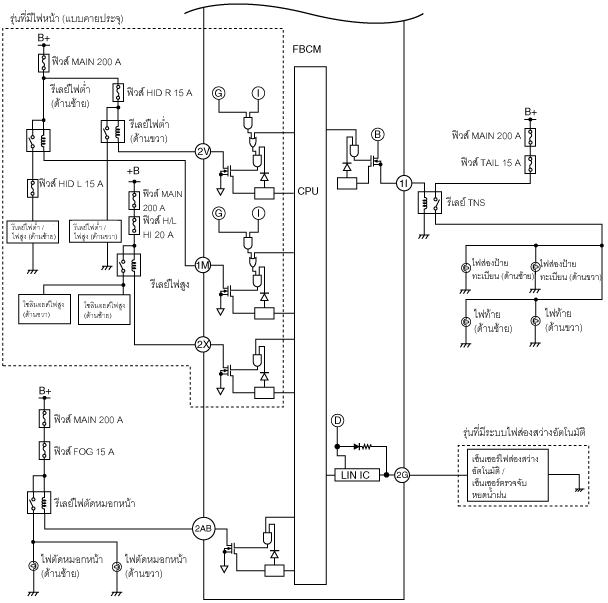 รุ่นที่มีไฟหน้า (แบบคายประจุ)
B+
ฟิวส์ MAIN 200 A
ฟิวส์ HID R 15 A
รีเลย์ไฟต่ำ
(ด้านซ้าย)
รีเลย์ไฟต่ำ
(ด้านขวา)
ฟิวส์ HID L 15 A
+B
ฟิวส์ MAIN
200 A
ฟิวส์ H/L
HI 20 A
รีเลย์ไฟต่ำ /
ไฟสูง (ด้านซ้าย)
รีเลย์ไฟต่ำ /
ไฟสูง (ด้านขวา)
รีเลย์ไฟสูง
โซลินอยด์ไฟสูง
(ด้านขวา)
โซลินอยด์ไฟสูง
(ด้านซ้าย)
FBCM
CPU
G
I
2V
G
I
1M
2X
B
1I
B+
ฟิวส์ MAIN 200 A
ฟิวส์ TAIL 15 A
รีเลย์ TNS
ไฟส่องป้าย
ทะเบียน (ด้านซ้าย)
ไฟส่องป้าย
ทะเบียน (ด้านขวา)
ไฟท้าย
(ด้านซ้าย)
ไฟท้าย
(ด้านขวา)
B+
ฟิวส์ MAIN 200 A
ฟิวส์ FOG 15 A
รีเลย์ไฟตัดหมอกหน้า
2AB
ไฟตัดหมอกหน้า
(ด้านซ้าย)
ไฟตัดหมอกหน้า
(ด้านขวา)
D
LIN IC
2G
รุ่นที่มีระบบไฟส่องสว่างอัตโนมัติ
เซ็นเซอร์ไฟส่องสว่าง
อัตโนมัติ /
เซ็นเซอร์ตรวจจับ
หยดน้ำฝน